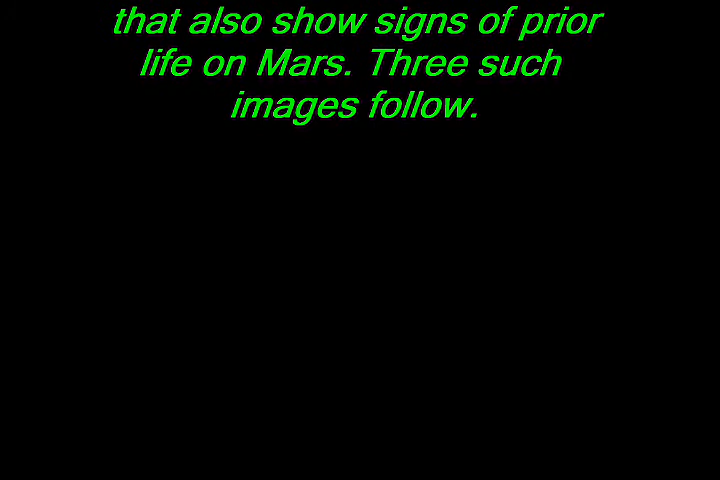 that also show signs of prior
life on Mars. Three such
images follow.